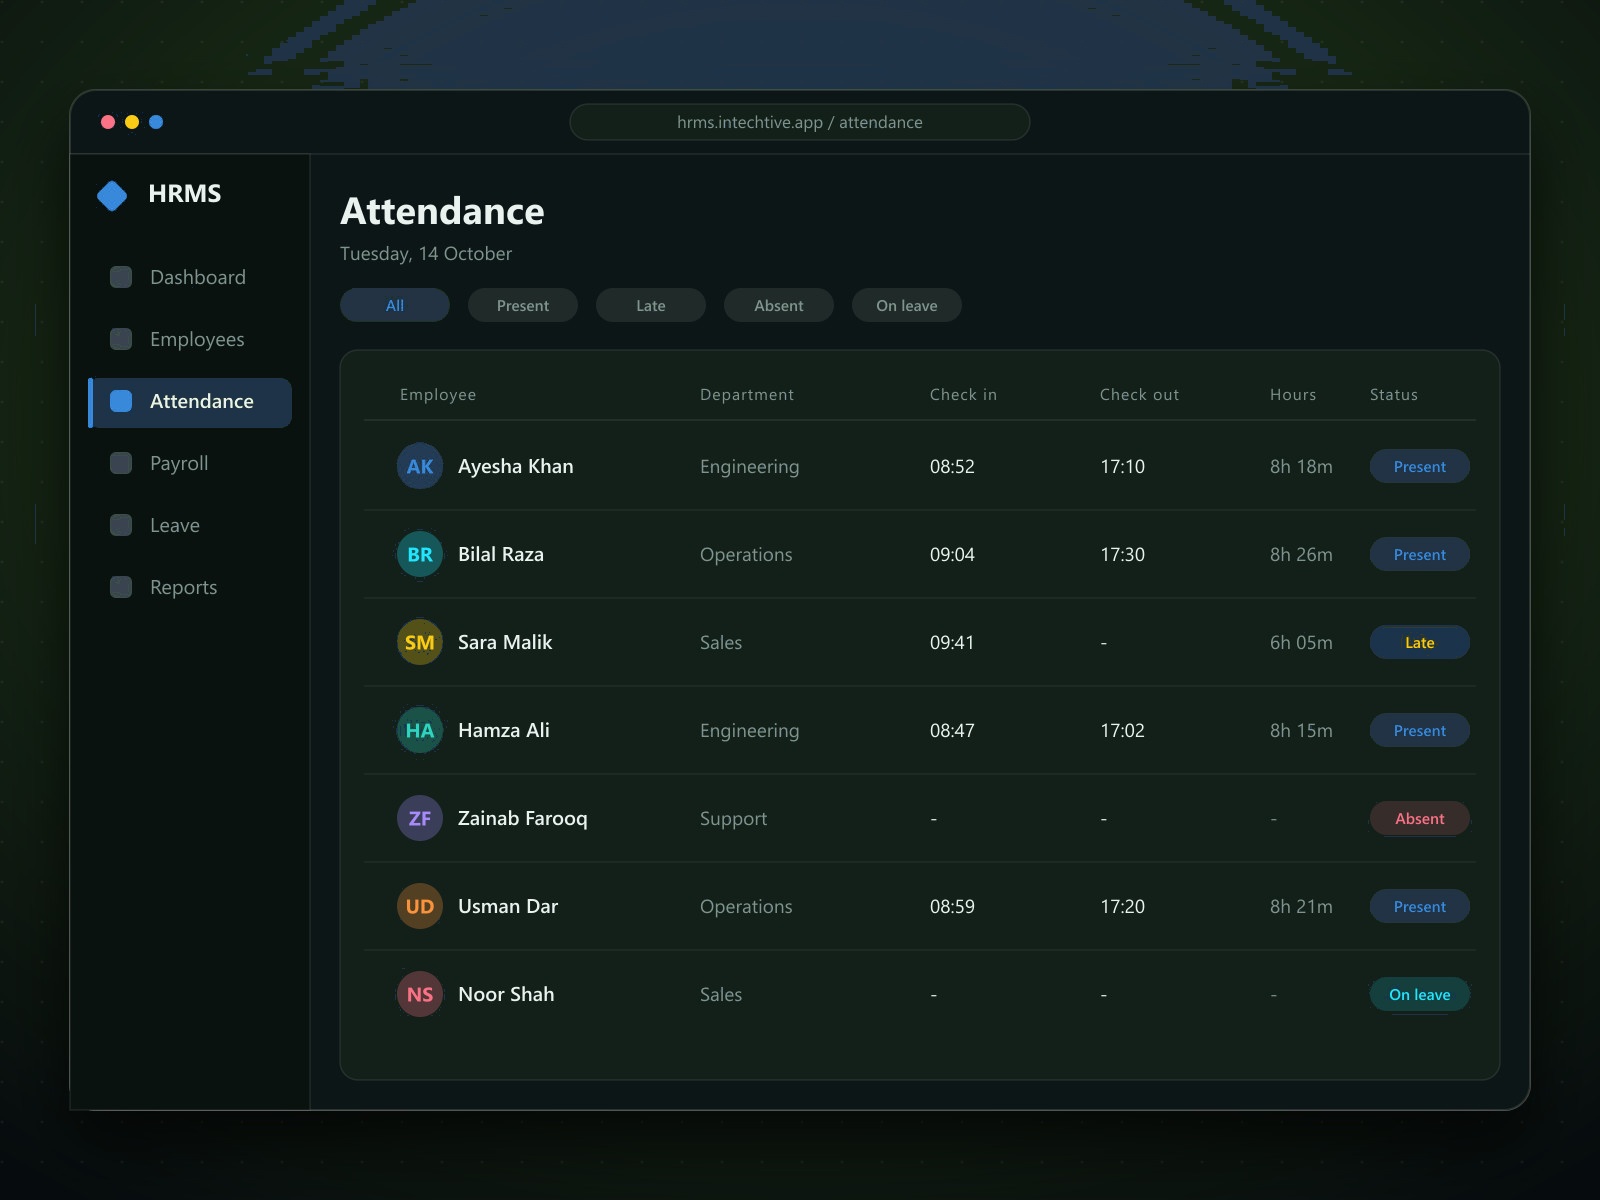 hrms.intechtive.app / attendance
HRMS
Dashboard
Employees
Attendance
Payroll
Leave
Reports
Attendance
Tuesday, 14 October
All Present Late Absent On leave
Employee Department Check in Check out Hours Status
AK Ayesha Khan Engineering 08:52 17:10 8h 18m Present
BR Bilal Raza Operations 09:04 17:30 8h 26m Present
SM Sara Malik Sales 09:41 - 6h 05m Late
HA Hamza Ali Engineering 08:47 17:02 8h 15m Present
ZF Zainab Farooq Support - - - Absent
UD Usman Dar Operations 08:59 17:20 8h 21m Present
NS Noor Shah Sales - - - On leave